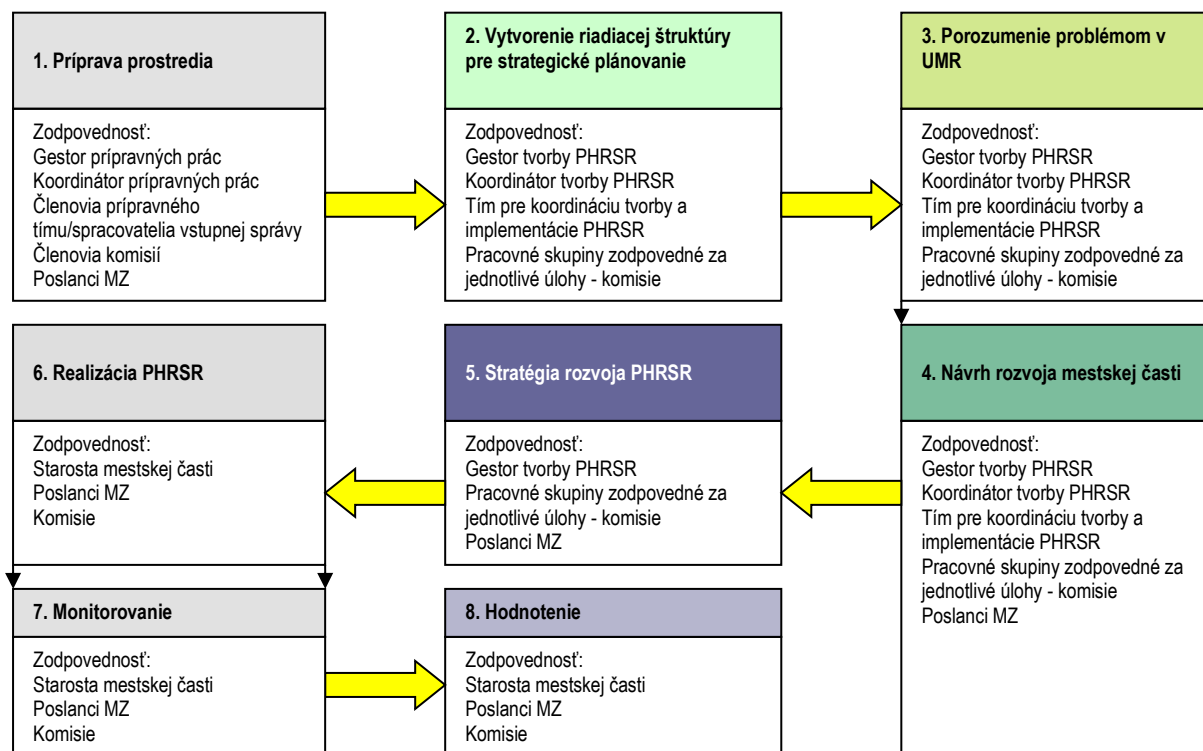 1. Príprava prostredia
Zodpovednosť:
Gestor prípravných prác
Koordinátor prípravných prác
Členovia prípravného
tímu/spracovatelia vstupnej správy
Členovia komisií
Poslanci MZ
2. Vytvorenie riadiacej štruktúry
pre strategické plánovanie
Zodpovednosť:
Gestor tvorby PHRSR
Koordinátor tvorby PHRSR
Tím pre koordináciu tvorby a
implementácie PHRSR
Pracovné skupiny zodpovedné za
jednotlivé úlohy - komisie
3. Porozumenie problémom v
UMR
Zodpovednosť:
Gestor tvorby PHRSR
Koordinátor tvorby PHRSR
Tím pre koordináciu tvorby a
implementácie PHRSR
Pracovné skupiny zodpovedné za
jednotlivé úlohy - komisie
4. Návrh rozvoja mestskej časti
Zodpovednosť:
Gestor tvorby PHRSR
Koordinátor tvorby PHRSR
Tím pre koordináciu tvorby a
implementácie PHRSR
Pracovné skupiny zodpovedné za
jednotlivé úlohy - komisie
Poslanci MZ
5. Stratégia rozvoja PHRSR
Zodpovednosť:
Gestor tvorby PHRSR
Pracovné skupiny zodpovedné za
jednotlivé úlohy - komisie
Poslanci MZ
6. Realizácia PHRSR
Zodpovednosť:
Starosta mestskej časti
Poslanci MZ
Komisie
7. Monitorovanie
Zodpovednosť:
Starosta mestskej časti
Poslanci MZ
Komisie
8. Hodnotenie
Zodpovednosť:
Starosta mestskej časti
Poslanci MZ
Komisie